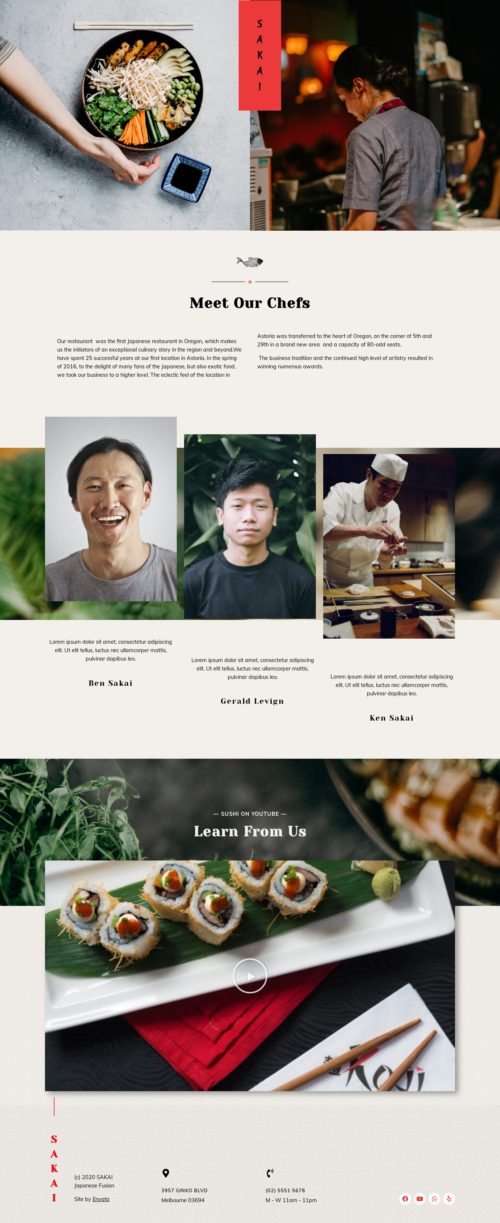 SAKAI
Meet Our Chefs
Our restaurant was the first Japanese restaurant in Oregon, which makes
us the initiators of an exceptional culinary story in the region and beyond.We
have spent 25 successful years at our first location in Astoria. In the spring
of 2016, to the delight of many fans of the Japanese, but also exotic food,
we took our business to a higher level. The eclectic feel of the location in
Astoria was transferred to the heart of Oregon, on the corner of 5th and
29th in a brand new area and a capacity of 80-odd seats.
The business tradition and the continued high level of artistry resulted in
winning numerous awards.
Lorem ipsum dolor sit amet, consectetur adipiscing
elit. Ut elit tellus, luctus nec ullamcorper mattis,
pulvinar dapibus leo.
Ben Sakai
Lorem ipsum dolor sit amet, consectetur adipiscing
elit. Ut elit tellus, luctus nec ullamcorper mattis,
pulvinar dapibus leo.
Gerald Levign
Lorem ipsum dolor sit amet, consectetur adipiscing
elit. Ut elit tellus, luctus nec ullamcorper mattis,
pulvinar dapibus leo.
Ken Sakai
— SUSHI ON YOUTUBE —
Learn From Us
Koji
SAKAI
(c) 2020 SAKAI
Japanese Fusion
Site by Envato
3957 GINKO BLVD
Melbourne 03694
(02) 5551 5678
M - W 11am - 11pm